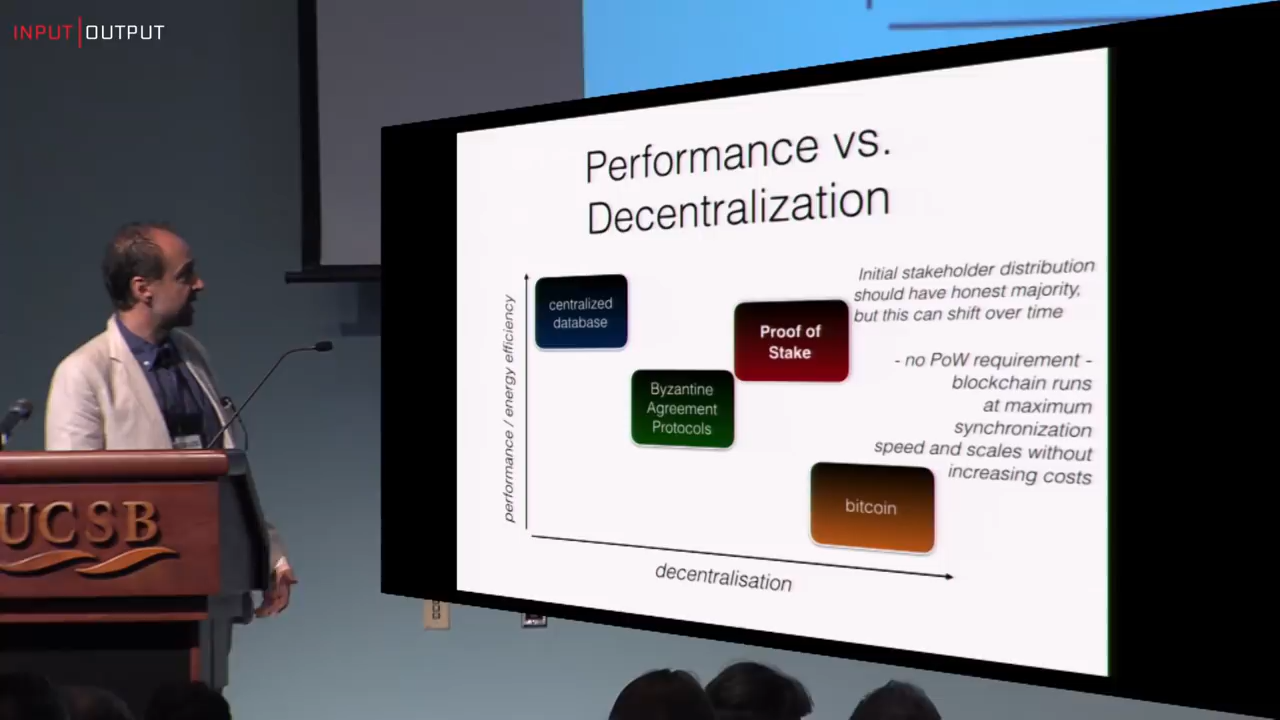 INPUT|OUTPUT
Performance vs.
Decentralization
performance / energy efficiency
centralized
database
Proof of
Stake
Byzantine
Agreement
Protocols
bitcoin
decentralisation
Initial stakeholder distribution
should have honest majority,
but this can shift over time
- no PoW requirement -
blockchain runs
at maximum
synchronization
speed and scales without
increasing costs
UCSB